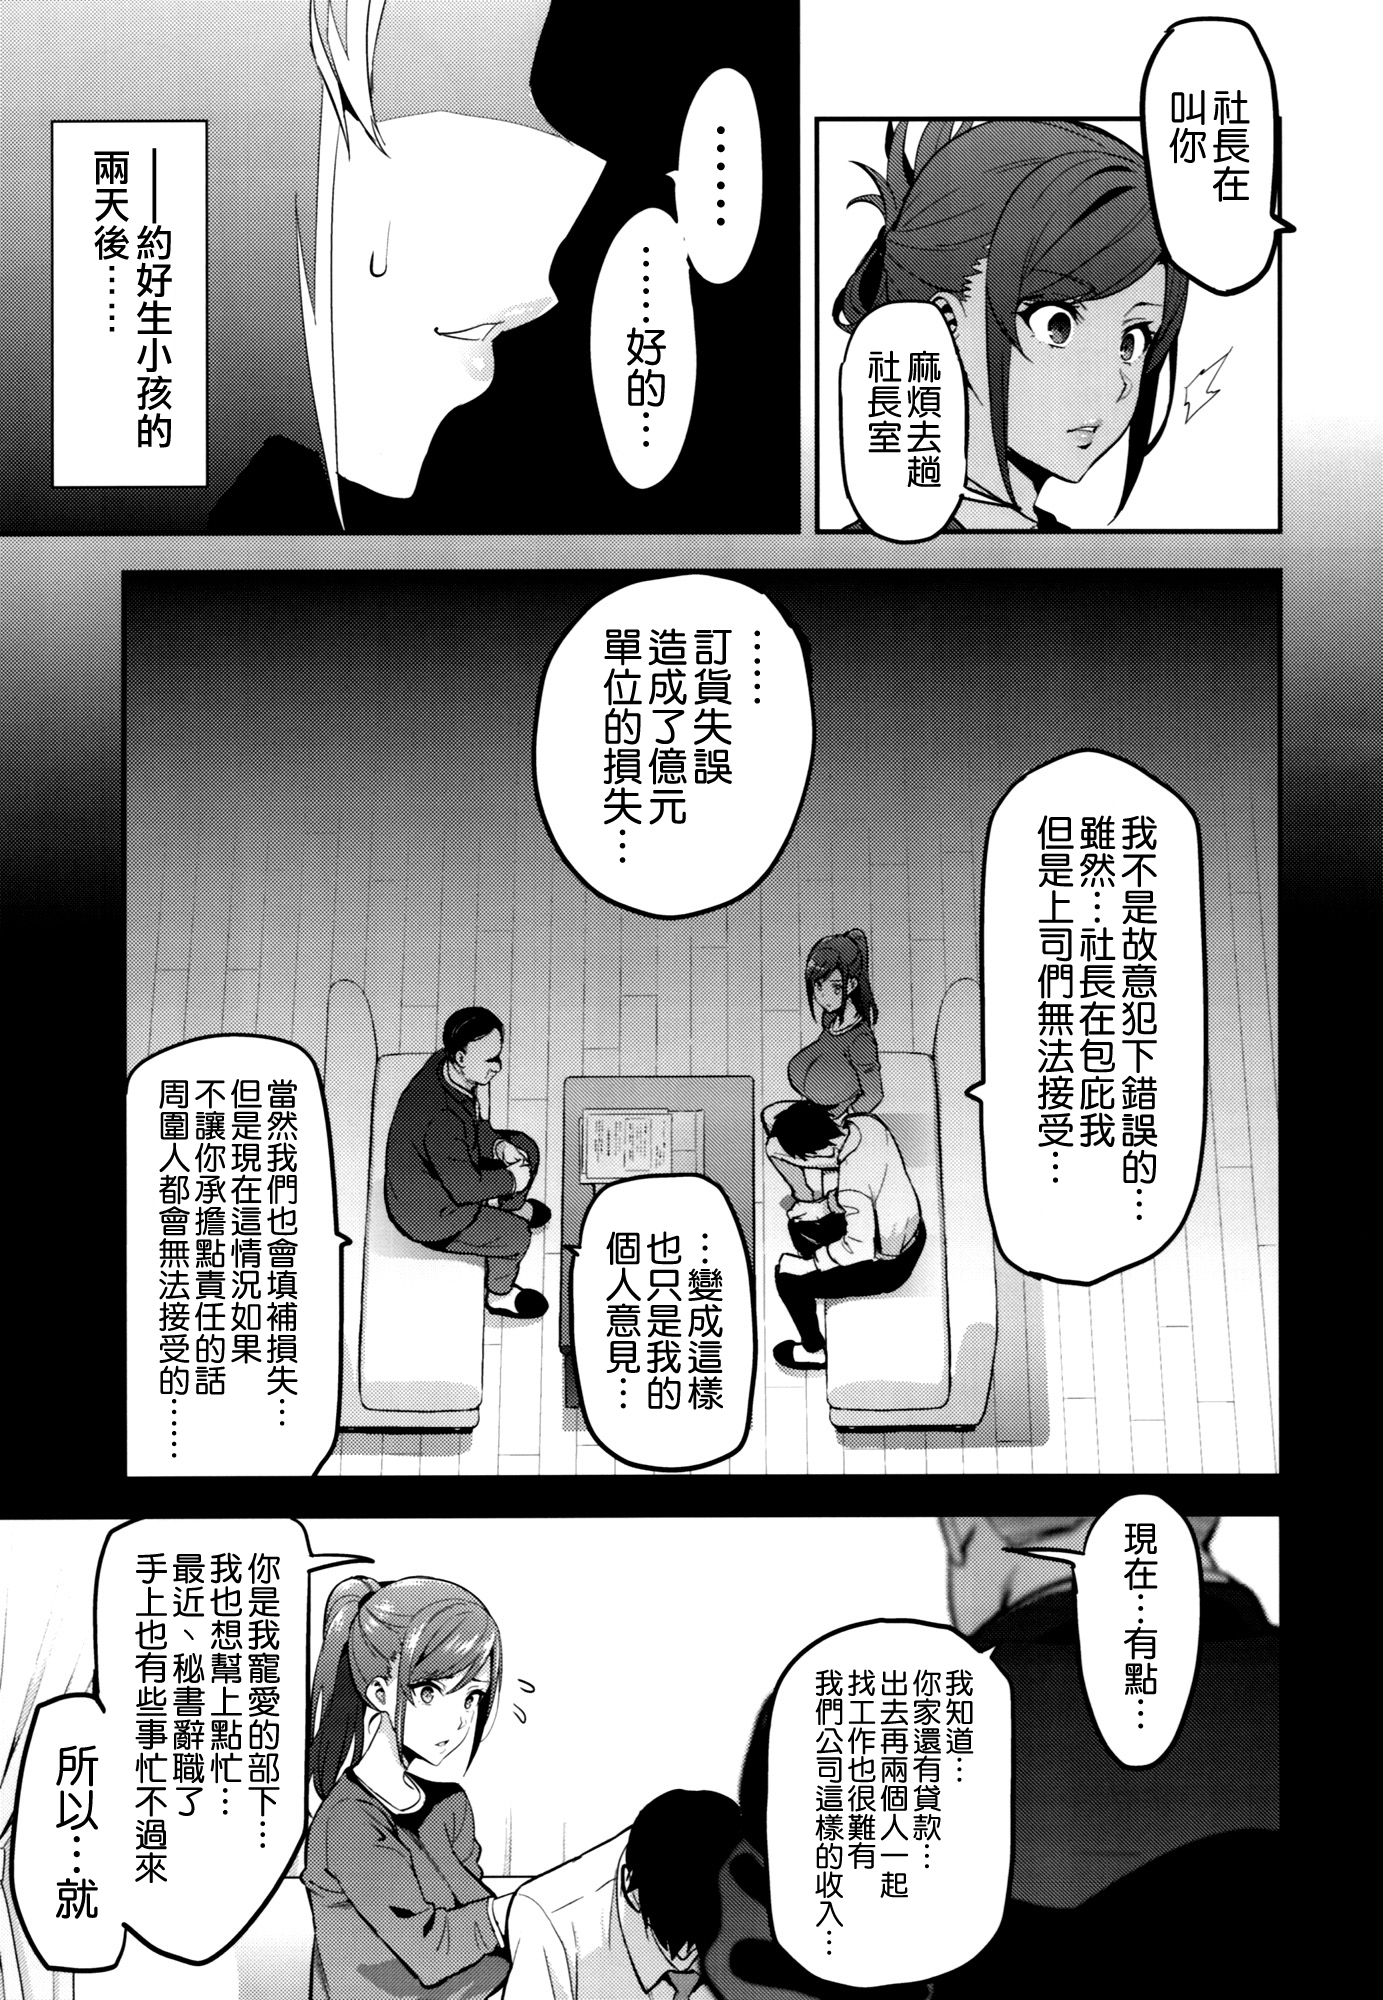 社長在
叫你
麻煩去趟
社長室
……
……好的…
——約好生小孩的
兩天後……
……
訂貨失誤
造成了億元
單位的損失…
我不是故意犯下錯誤的…
雖然…社長在包庇我
但是上司們無法接受…
…變成這樣
也只是我的
個人意見…
當然我們也會填補損失…
但是現在這情況如果
不讓你承擔點責任的話
周圍人都會無法接受的……
現在…有點…
我知道…
你家還有貸款…
出去再兩個人一起
找工作也很難有
我們公司這樣的收入…
你是我寵愛的部下…
我也想幫上點忙…
最近、秘書辭職了
手上也有些事忙不過來
所以…就